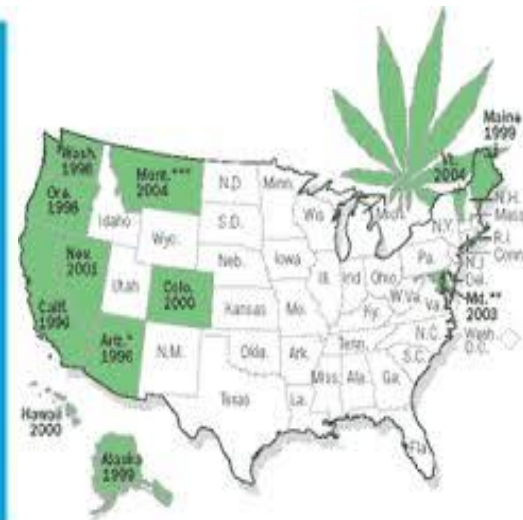 Maine
1999
Wash.
1998
Mont.***
2004
N.D.
Minn.
Vt.
2004
Ore.
1998
Idaho
S.D.
Wis.
Mich.
N.Y.
N.H.
Mass.
R.I.
Conn.
Wyo.
Nev.
2001
Neb.
Iowa
Pa.
N.J.
Del.
Utah
Colo.
2000
Ill.
Ind.
Ohio
W.Va.
Va.
Md.**
2003
Calif.
1996
Kansas
Mo.
Ky.
N.C.
Wash.
D.C.
Ariz.*
1996
N.M.
Okla.
Ark.
Tenn.
S.C.
Miss.
Ala.
Ga.
Texas
La.
Hawaii
2000
Alaska
1999
Fla.